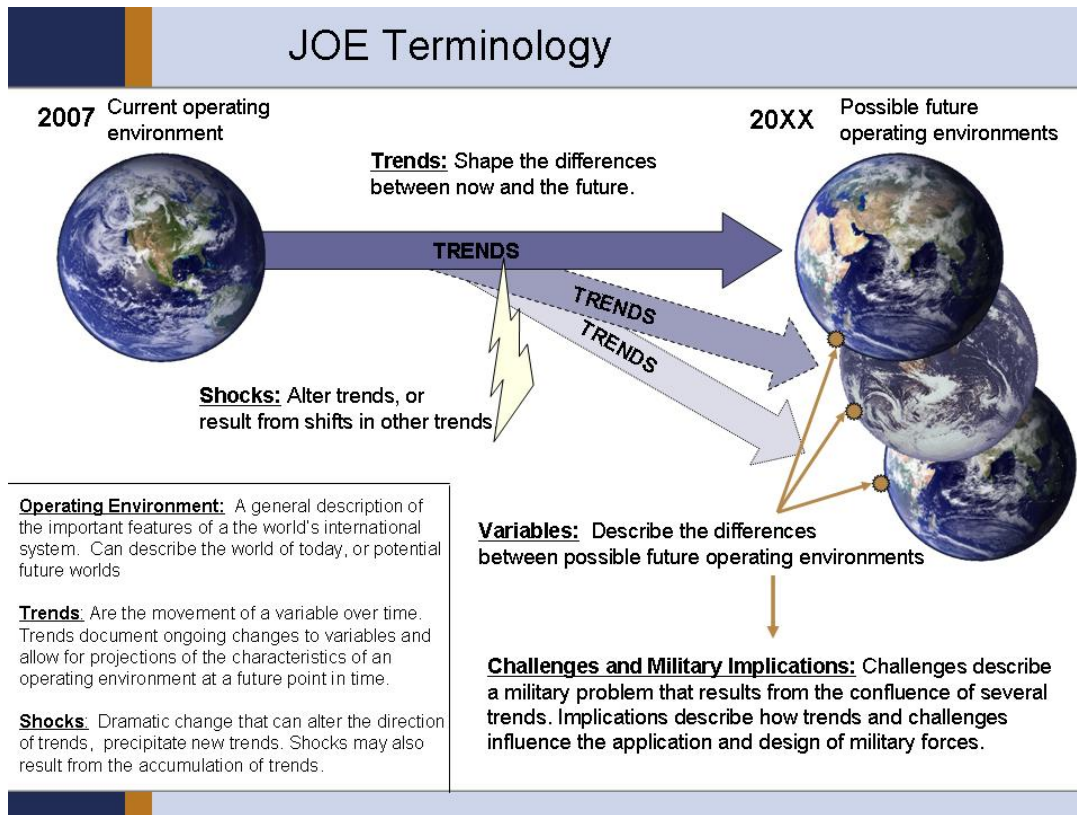 JOE Terminology
2007
Current operating
environment
20XX
Possible future
operating environments
Trends: Shape the differences
between now and the future.
TRENDS
TRENDS
TRENDS
Shocks: Alter trends, or
result from shifts in other trends
Operating Environment: A general description of
the important features of a the world's international
system. Can describe the world of today, or potential
future worlds
Trends: Are the movement of a variable over time.
Trends document ongoing changes to variables and
allow for projections of the characteristics of an
operating environment at a future point in time.
Shocks: Dramatic change that can alter the direction
of trends, precipitate new trends. Shocks may also
result from the accumulation of trends.
Variables: Describe the differences
between possible future operating environments
Challenges and Military Implications: Challenges describe
a military problem that results from the confluence of several
trends. Implications describe how trends and challenges
influence the application and design of military forces.